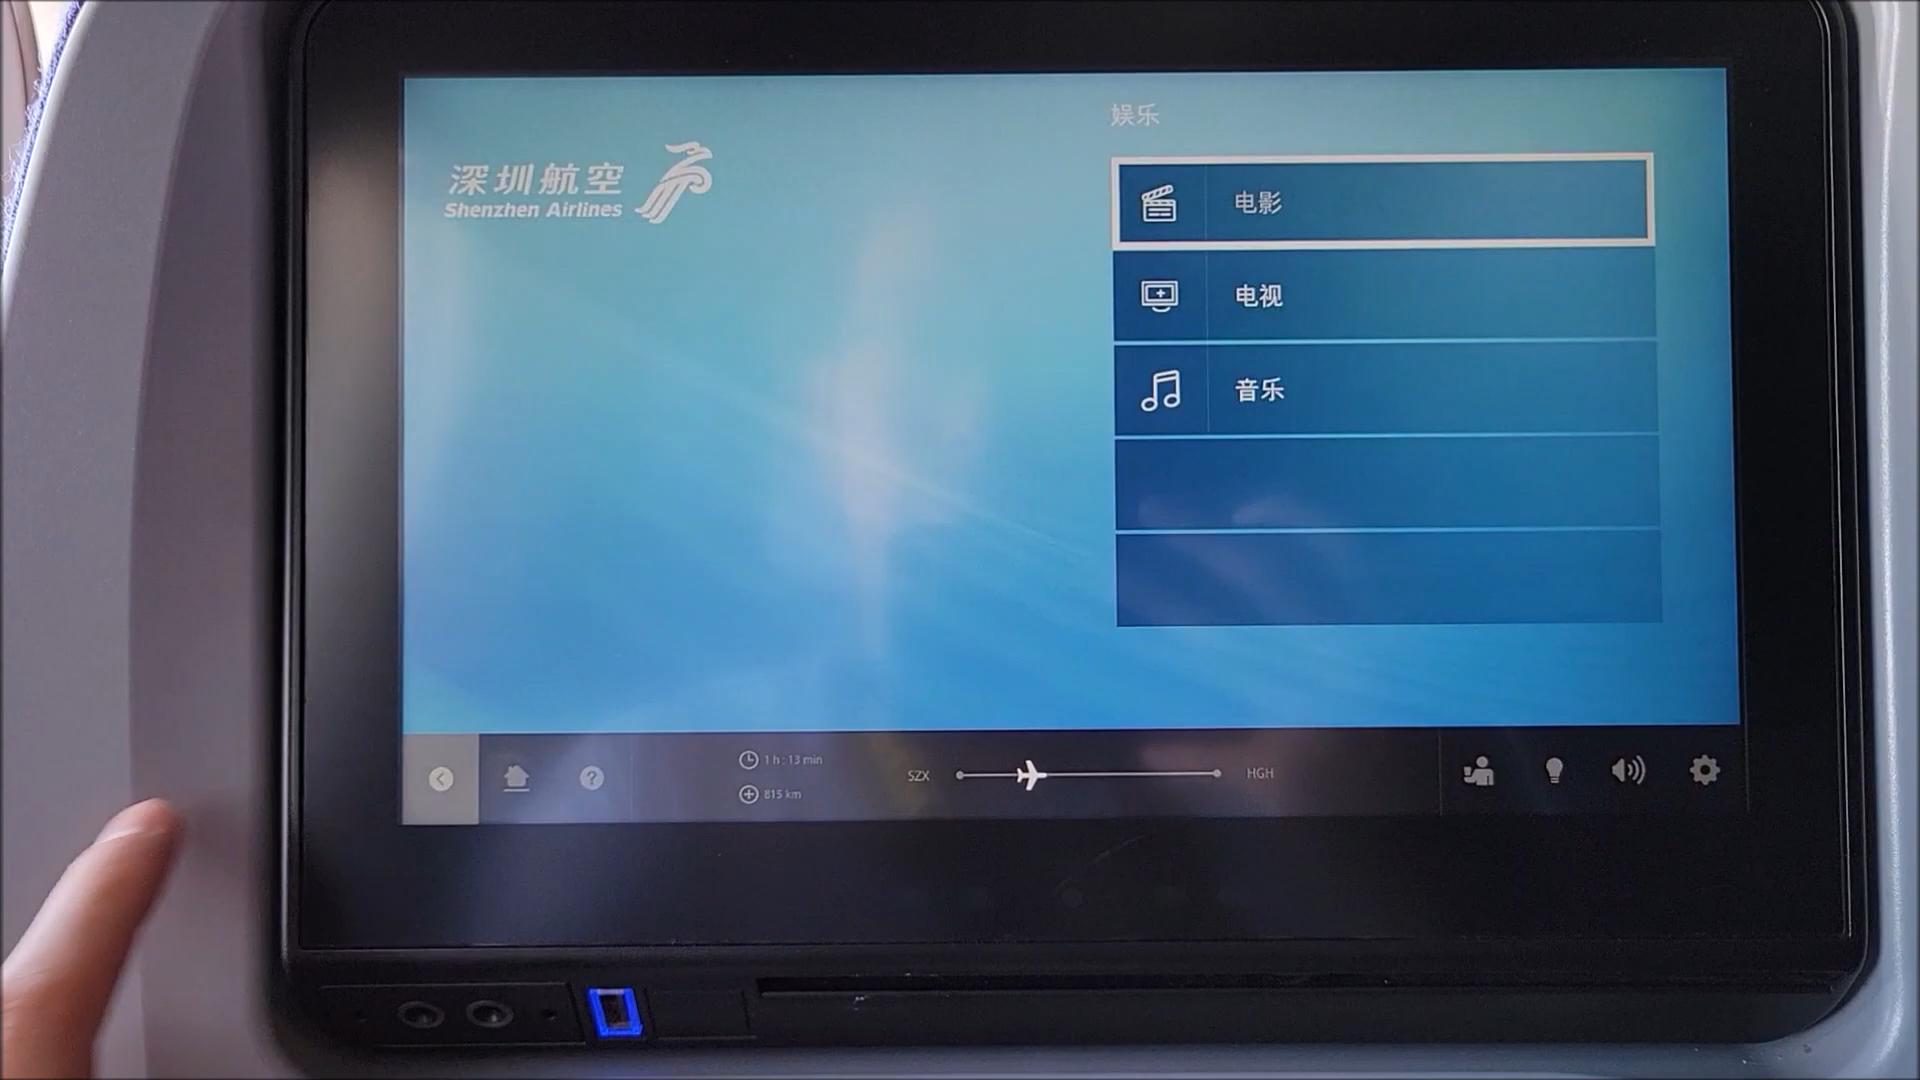 娱乐
深圳航空
Shenzhen Airlines
电影
电视
音乐
1 h : 13 min
815 km
SZX
HGH